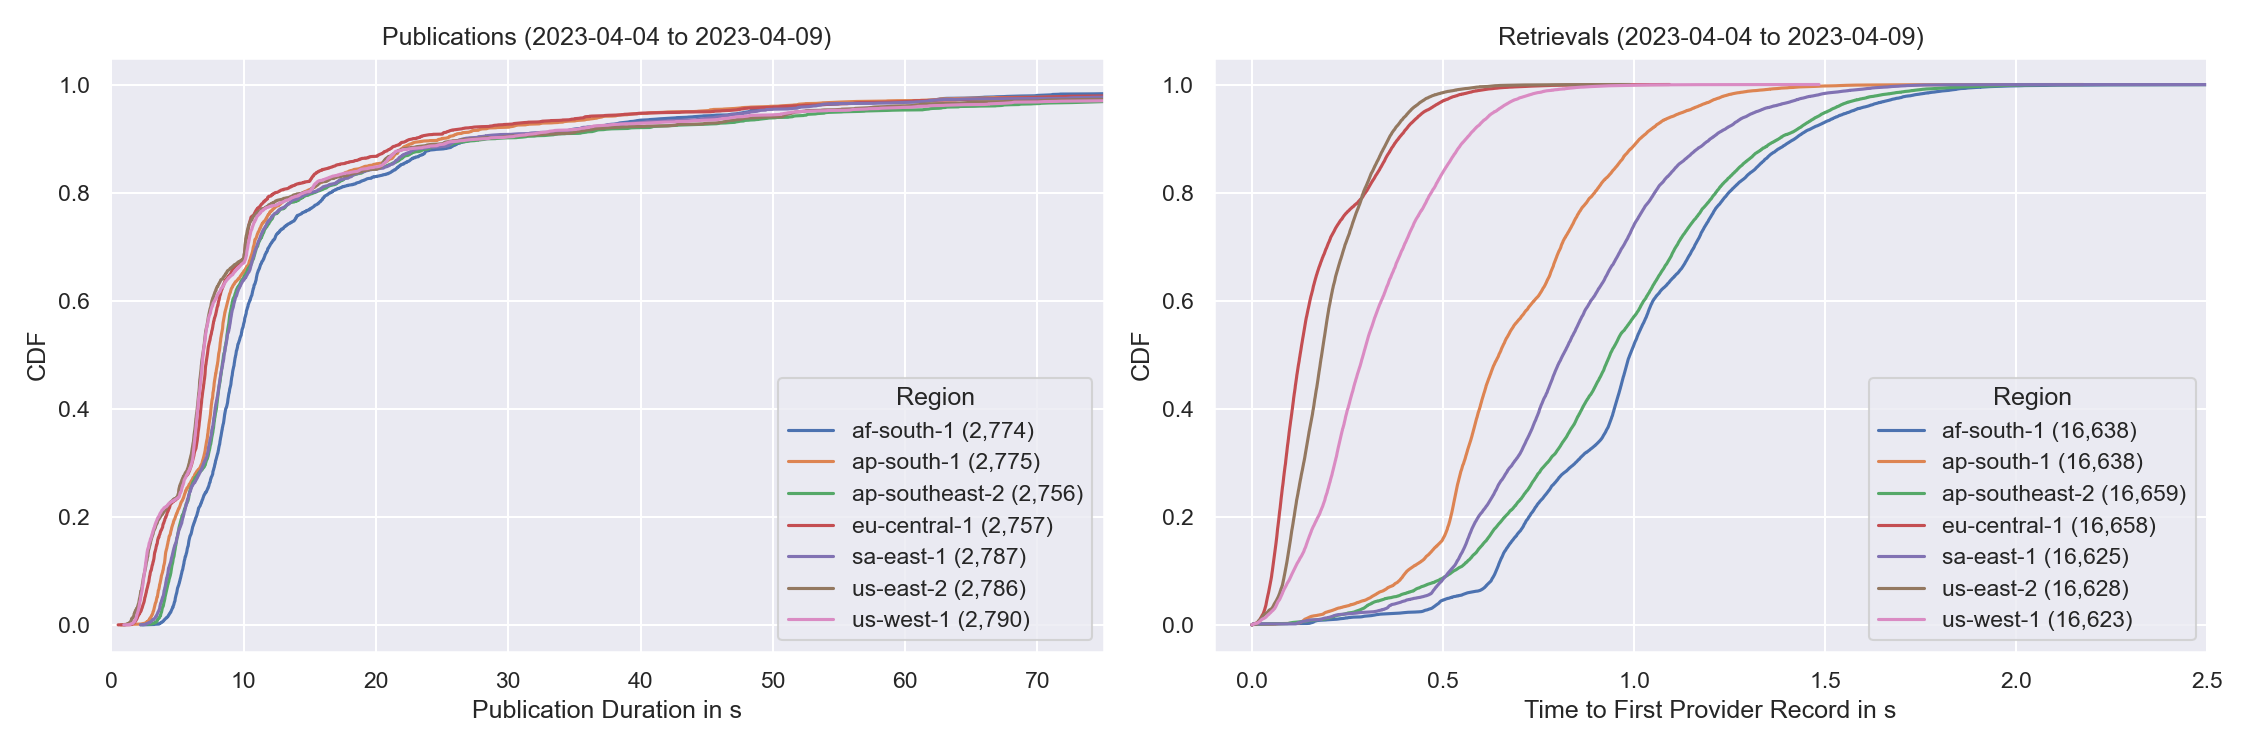 Publications (2023-04-04 to 2023-04-09)
CDF
1.0
0.8
0.6
0.4
0.2
0.0
0 10 20 30 40 50 60 70
Publication Duration in s
Region
af-south-1 (2,774)
ap-south-1 (2,775)
ap-southeast-2 (2,756)
eu-central-1 (2,757)
sa-east-1 (2,787)
us-east-2 (2,786)
us-west-1 (2,790)
Retrievals (2023-04-04 to 2023-04-09)
CDF
1.0
0.8
0.6
0.4
0.2
0.0
0.0 0.5 1.0 1.5 2.0 2.5
Time to First Provider Record in s
Region
af-south-1 (16,638)
ap-south-1 (16,638)
ap-southeast-2 (16,659)
eu-central-1 (16,658)
sa-east-1 (16,625)
us-east-2 (16,628)
us-west-1 (16,623)